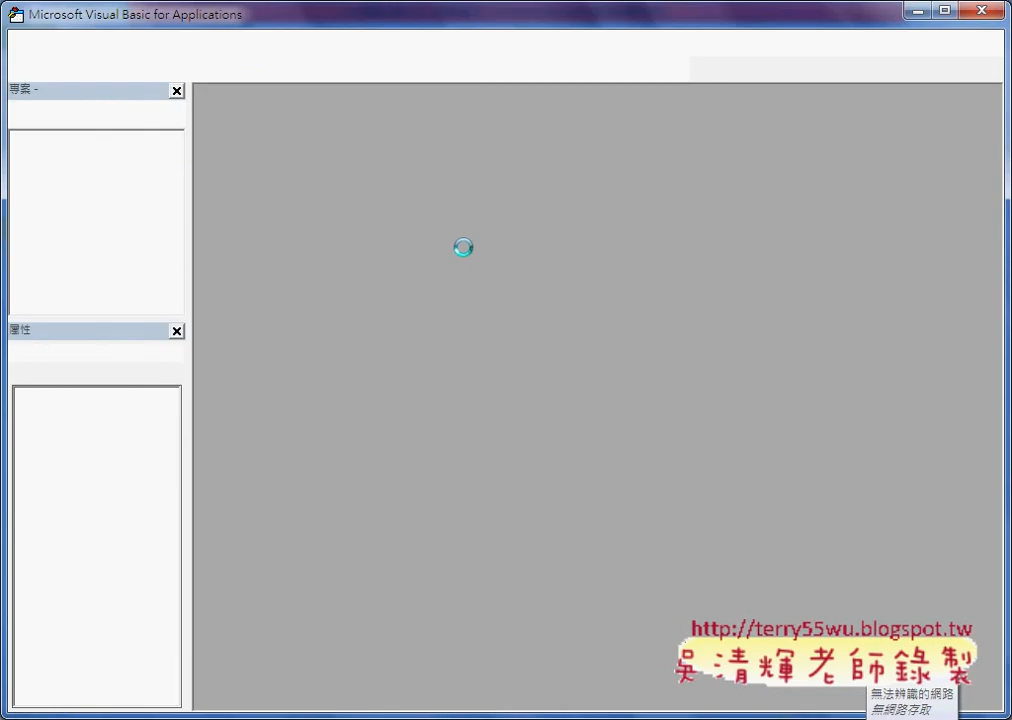 Microsoft Visual Basic for Applications
專案 -
屬性
http://terry55wu.blogspot.tw
吳清輝老師錄製
無法辨識的網路
無網路存取